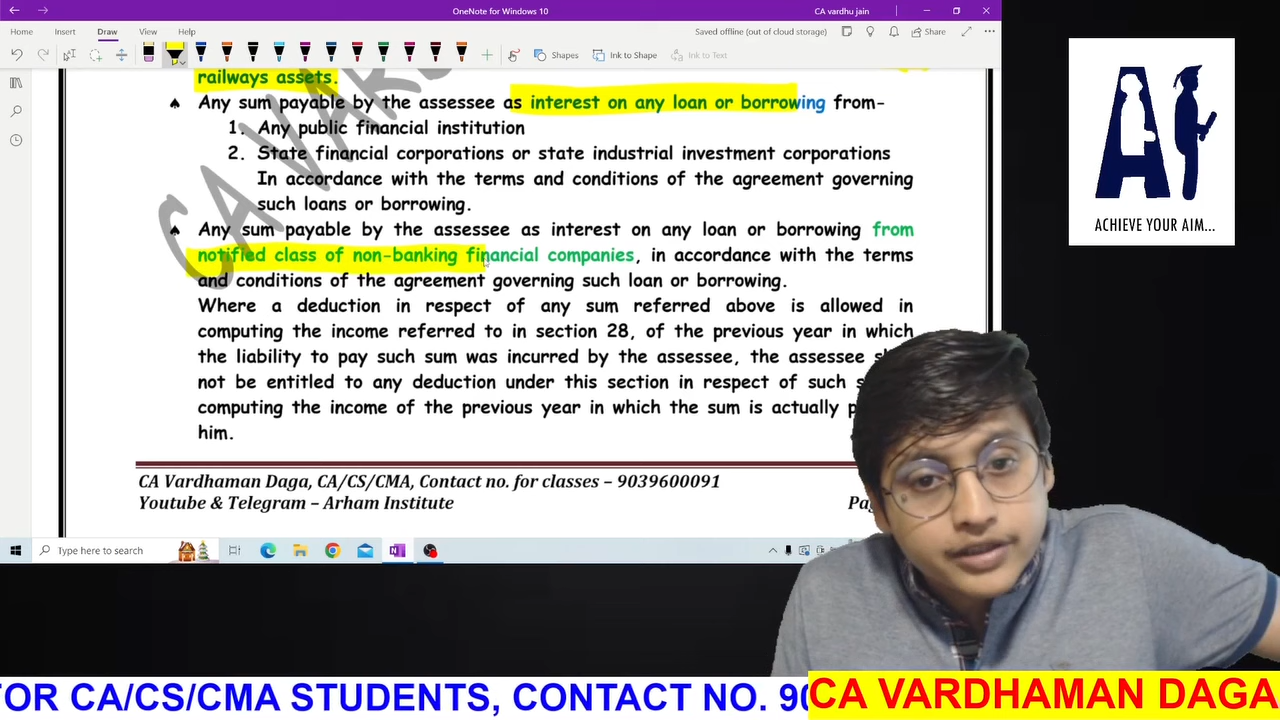 OneNote for Windows 10
CA vardhu jain
Home Insert Draw View Help
Saved offline (out of cloud storage)
Share
Shapes
Ink to Shape
Ink to Text
railways assets.
♠ Any sum payable by the assessee as interest on any loan or borrowing from-
1. Any public financial institution
2. State financial corporations or state industrial investment corporations
In accordance with the terms and conditions of the agreement governing
such loans or borrowing.
♠ Any sum payable by the assessee as interest on any loan or borrowing from
notified class of non-banking financial companies, in accordance with the terms
and conditions of the agreement governing such loan or borrowing.
Where a deduction in respect of any sum referred above is allowed in
computing the income referred to in section 28, of the previous year in which
the liability to pay such sum was incurred by the assessee, the assessee
not be entitled to any deduction under this section in respect of such
computing the income of the previous year in which the sum is actually
him.
CA Vardhaman Daga, CA/CS/CMA, Contact no. for classes – 9039600091
Youtube & Telegram – Arham Institute
CA VAR
Type here to search
A
ACHIEVE YOUR AIM...
FOR CA/CS/CMA STUDENTS, CONTACT NO. 90
CA VARDHAMAN DAGA